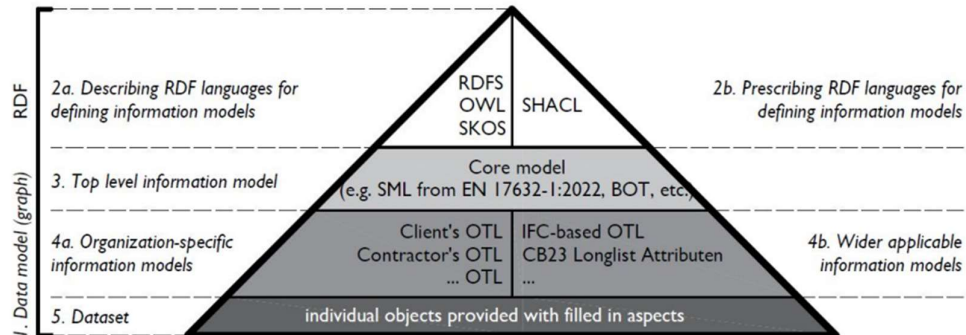 RDF
1. Data model (graph)
2a. Describing RDF languages for
defining information models
RDFS
OWL
SKOS
SHACL
2b. Prescribing RDF languages for
defining information models
3. Top level information model
Core model
(e.g. SML from EN 17632-1:2022, BOT, etc.)
4a. Organization-specific
information models
Client's OTL
Contractor's OTL
... OTL
IFC-based OTL
CB23 Longlist Attributen
...
4b. Wider applicable
information models
5. Dataset
individual objects provided with filled in aspects